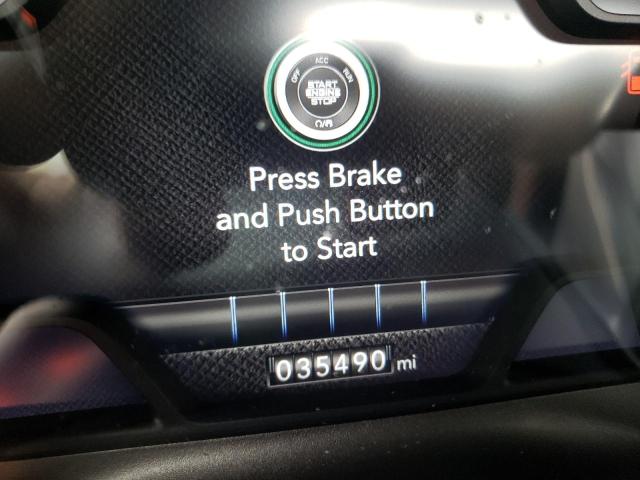 ACC
OFF
RUN
START
ENGINE
STOP
Press Brake
and Push Button
to Start
035490 mi